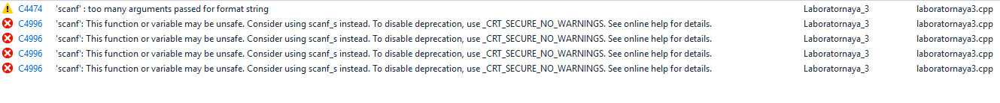 C4474 'scanf' : too many arguments passed for format string Laboratornaya_3 laboratornaya3.cpp
C4996 'scanf': This function or variable may be unsafe. Consider using scanf_s instead. To disable deprecation, use _CRT_SECURE_NO_WARNINGS. See online help for details. Laboratornaya_3 laboratornaya3.cpp
C4996 'scanf': This function or variable may be unsafe. Consider using scanf_s instead. To disable deprecation, use _CRT_SECURE_NO_WARNINGS. See online help for details. Laboratornaya_3 laboratornaya3.cpp
C4996 'scanf': This function or variable may be unsafe. Consider using scanf_s instead. To disable deprecation, use _CRT_SECURE_NO_WARNINGS. See online help for details. Laboratornaya_3 laboratornaya3.cpp
C4996 'scanf': This function or variable may be unsafe. Consider using scanf_s instead. To disable deprecation, use _CRT_SECURE_NO_WARNINGS. See online help for details. Laboratornaya_3 laboratornaya3.cpp